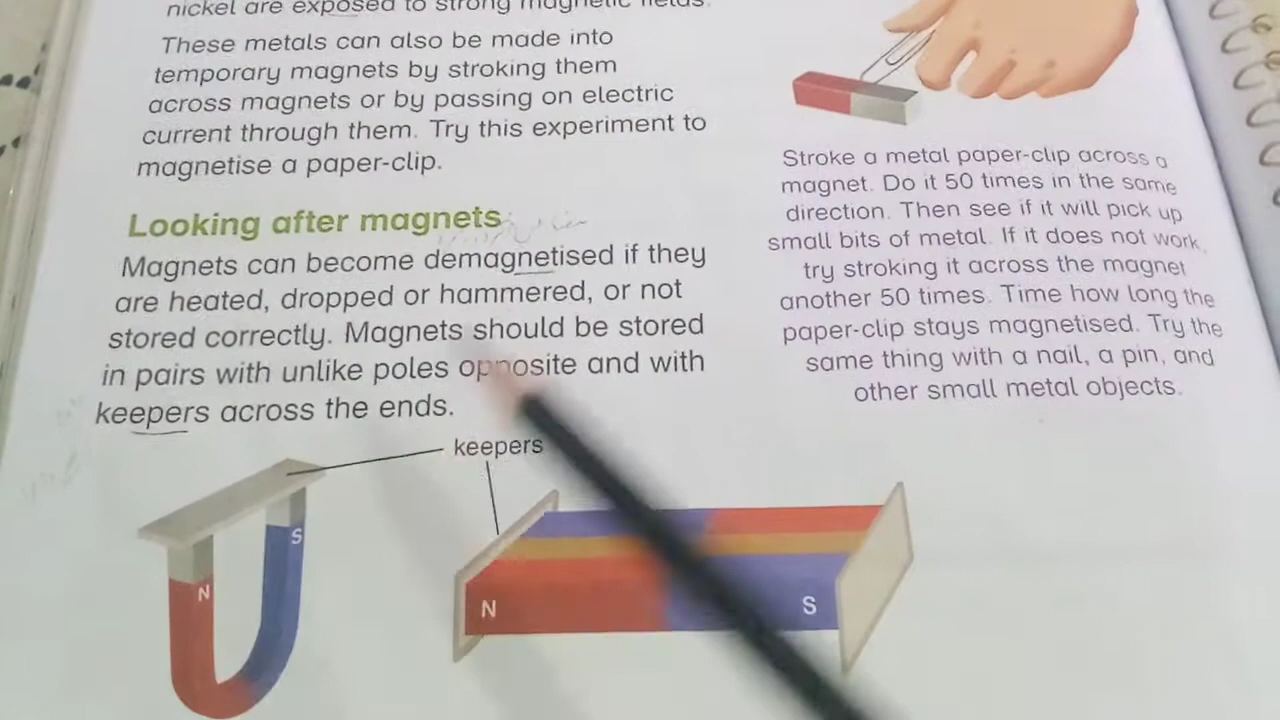 nickel are exposed to strong magnetic fields.
These metals can also be made into
temporary magnets by stroking them
across magnets or by passing on electric
current through them. Try this experiment to
magnetise a paper-clip.
Looking after magnets
Magnets can become demagnetised if they
are heated, dropped or hammered, or not
stored correctly. Magnets should be stored
in pairs with unlike poles opposite and with
keepers across the ends.
keepers
S
N
N
S
Stroke a metal paper-clip across a
magnet. Do it 50 times in the same
direction. Then see if it will pick up
small bits of metal. If it does not work,
try stroking it across the magnet
another 50 times. Time how long the
paper-clip stays magnetised. Try the
same thing with a nail, a pin, and
other small metal objects.